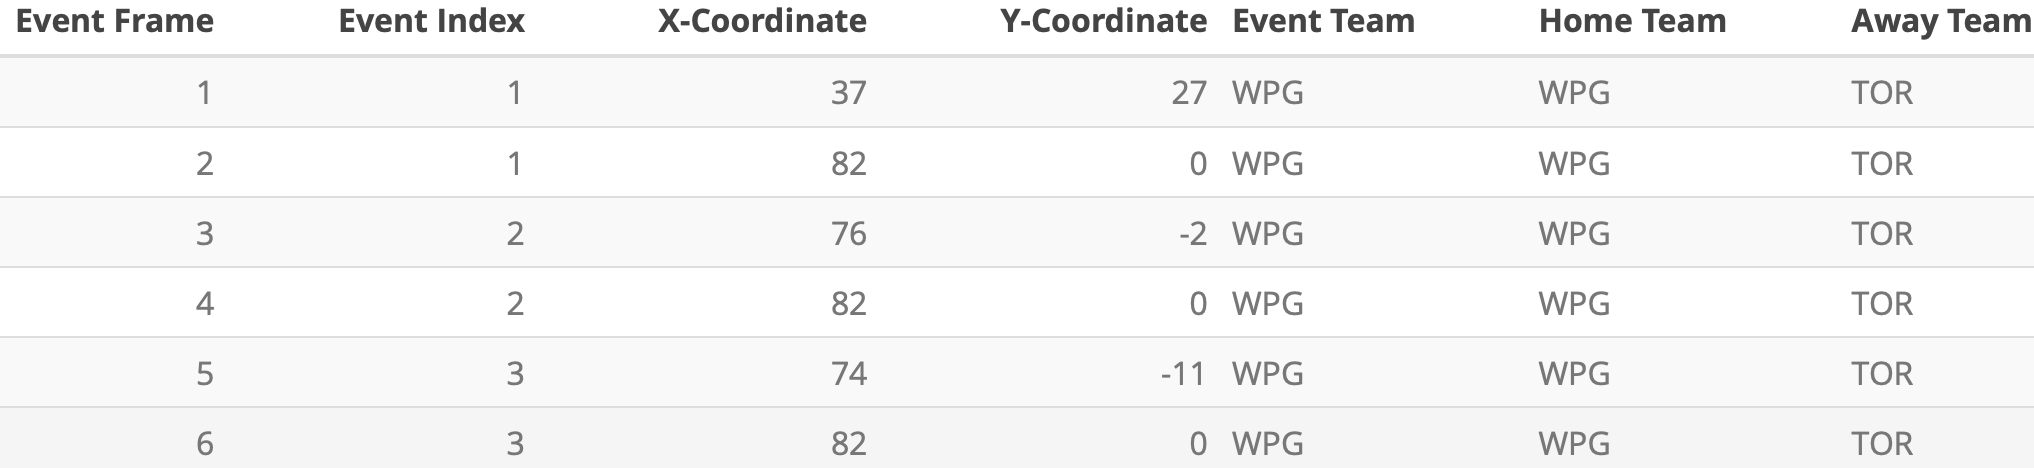 Event Frame Event Index X-Coordinate Y-Coordinate Event Team Home Team Away Team
1 1 37 27 WPG WPG TOR
2 1 82 0 WPG WPG TOR
3 2 76 -2 WPG WPG TOR
4 2 82 0 WPG WPG TOR
5 3 74 -11 WPG WPG TOR
6 3 82 0 WPG WPG TOR